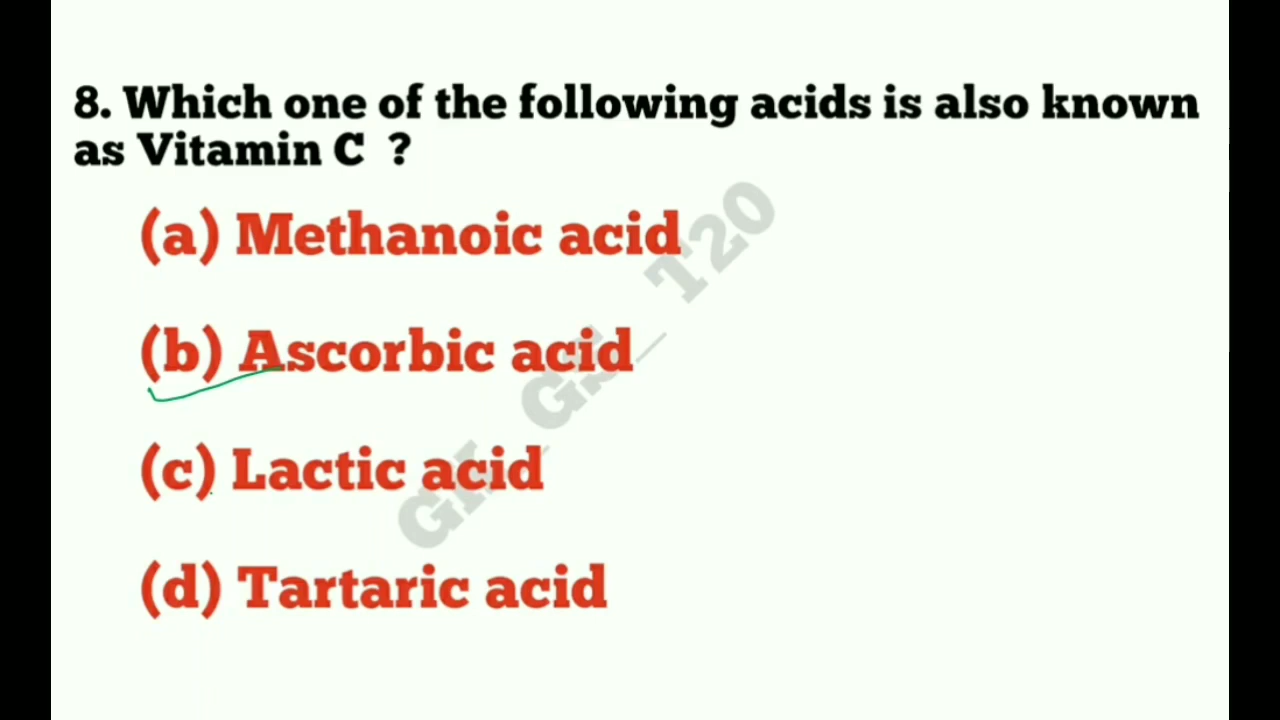 8. Which one of the following acids is also known
as Vitamin C ?
(a) Methanoic acid
(b) Ascorbic acid
(c) Lactic acid
(d) Tartaric acid
GK_GS_T20